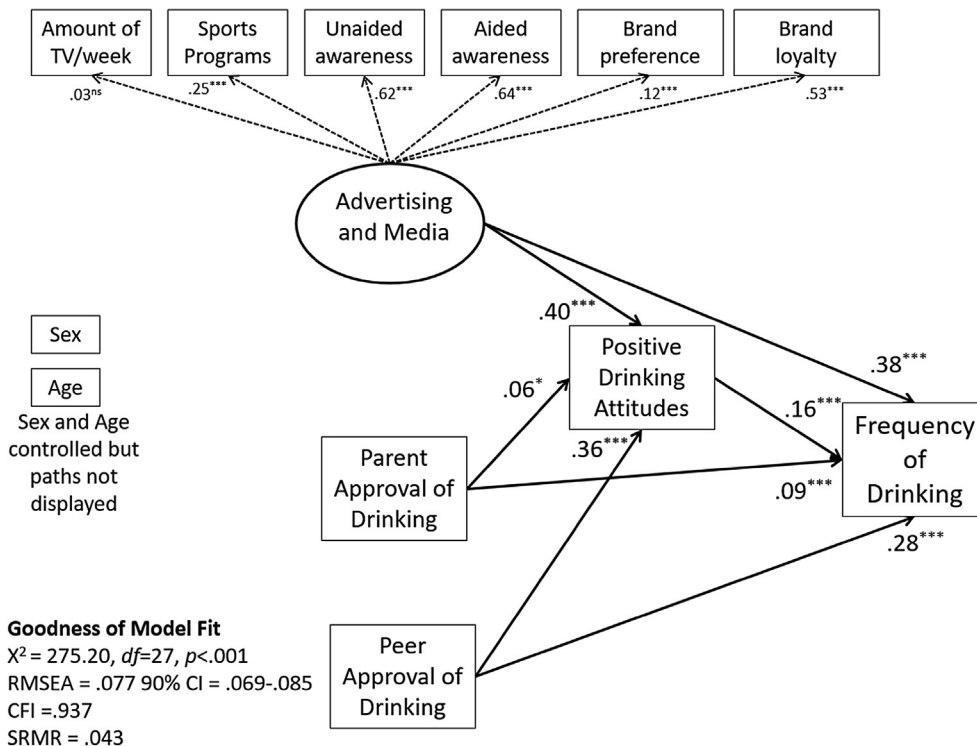 Amount of
TV/week
Sports
Programs
Unaided
awareness
Aided
awareness
Brand
preference
Brand
loyalty
.03ns
.25***
.62***
.64***
.12***
.53***
Advertising
and Media
.40***
.38***
Sex
Age
Sex and Age
controlled but
paths not
displayed
Positive
Drinking
Attitudes
.06*
.16***
.36***
Frequency
of
Drinking
Parent
Approval of
Drinking
.09***
.28***
Peer
Approval of
Drinking
Goodness of Model Fit
X2 = 275.20, df=27, p<.001
RMSEA = .077 90% CI = .069-.085
CFI =.937
SRMR = .043